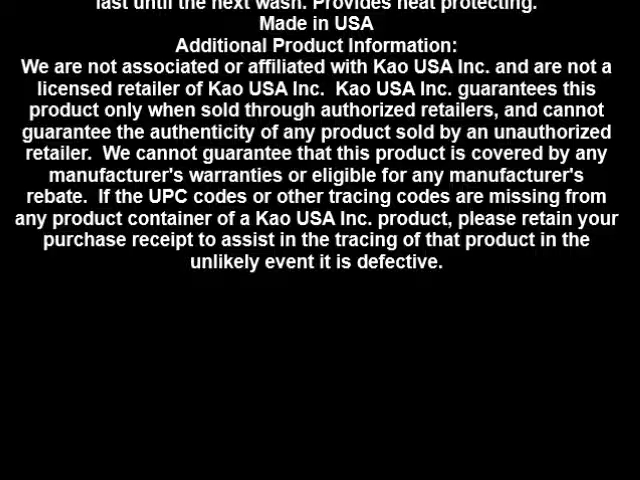 last until the next wash. Provides heat protecting.
Made in USA
Additional Product Information:
We are not associated or affiliated with Kao USA Inc. and are not a
licensed retailer of Kao USA Inc.  Kao USA Inc. guarantees this
product only when sold through authorized retailers, and cannot
guarantee the authenticity of any product sold by an unauthorized
retailer.  We cannot guarantee that this product is covered by any
manufacturer's warranties or eligible for any manufacturer's
rebate.  If the UPC codes or other tracing codes are missing from
any product container of a Kao USA Inc. product, please retain your
purchase receipt to assist in the tracing of that product in the
unlikely event it is defective.